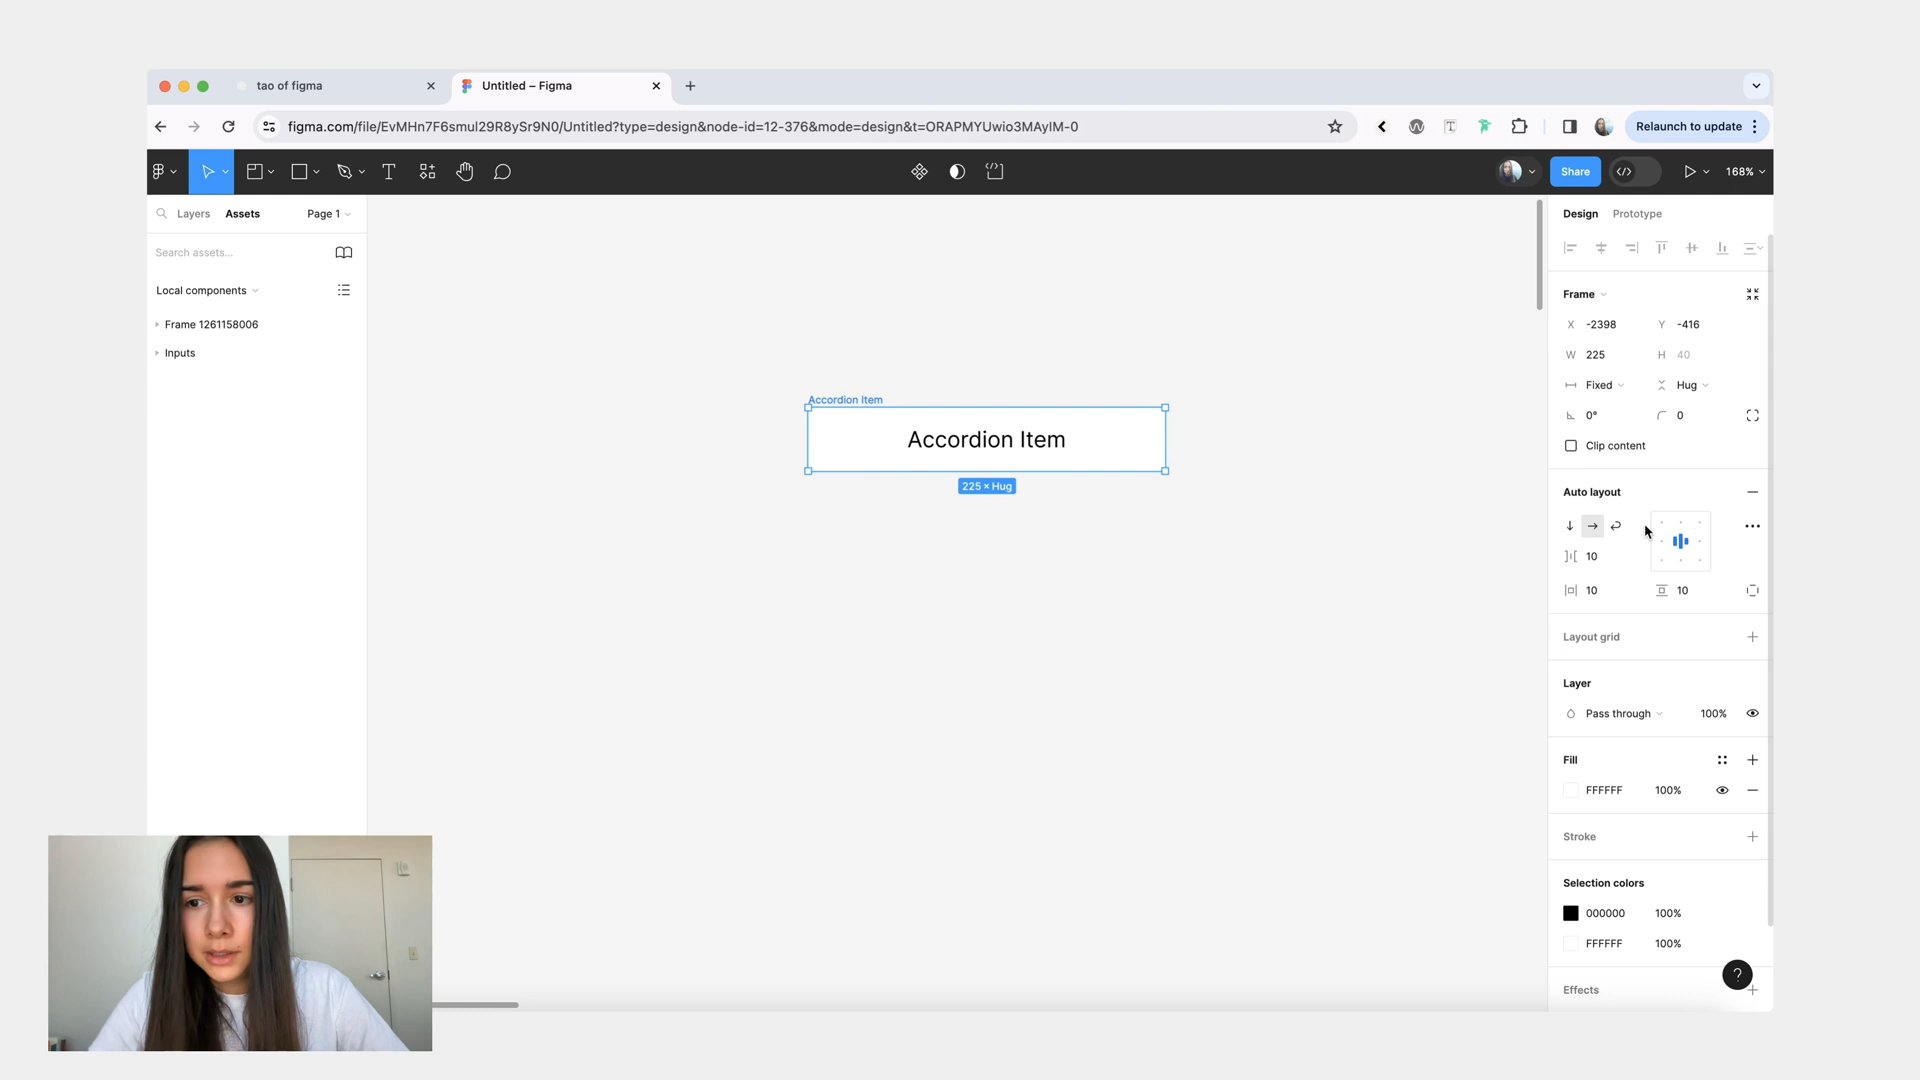 tao of figma
Untitled – Figma
figma.com/file/EvMHn7F6smul29R8ySr9N0/Untitled?type=design&node-id=12-376&mode=design&t=ORAPMYUwio3MAyIM-0
Relaunch to update
Share
168%
Layers Assets Page 1
Search assets...
Local components
Frame 1261158006
Inputs
Accordion Item
Accordion Item
225 × Hug
Design Prototype
Frame
X -2398 Y -416
W 225 H 40
Fixed Hug
0° 0
Clip content
Auto layout
10
10 10
Layout grid
Layer
Pass through 100%
Fill
FFFFFF 100%
Stroke
Selection colors
000000 100%
FFFFFF 100%
Effects
?